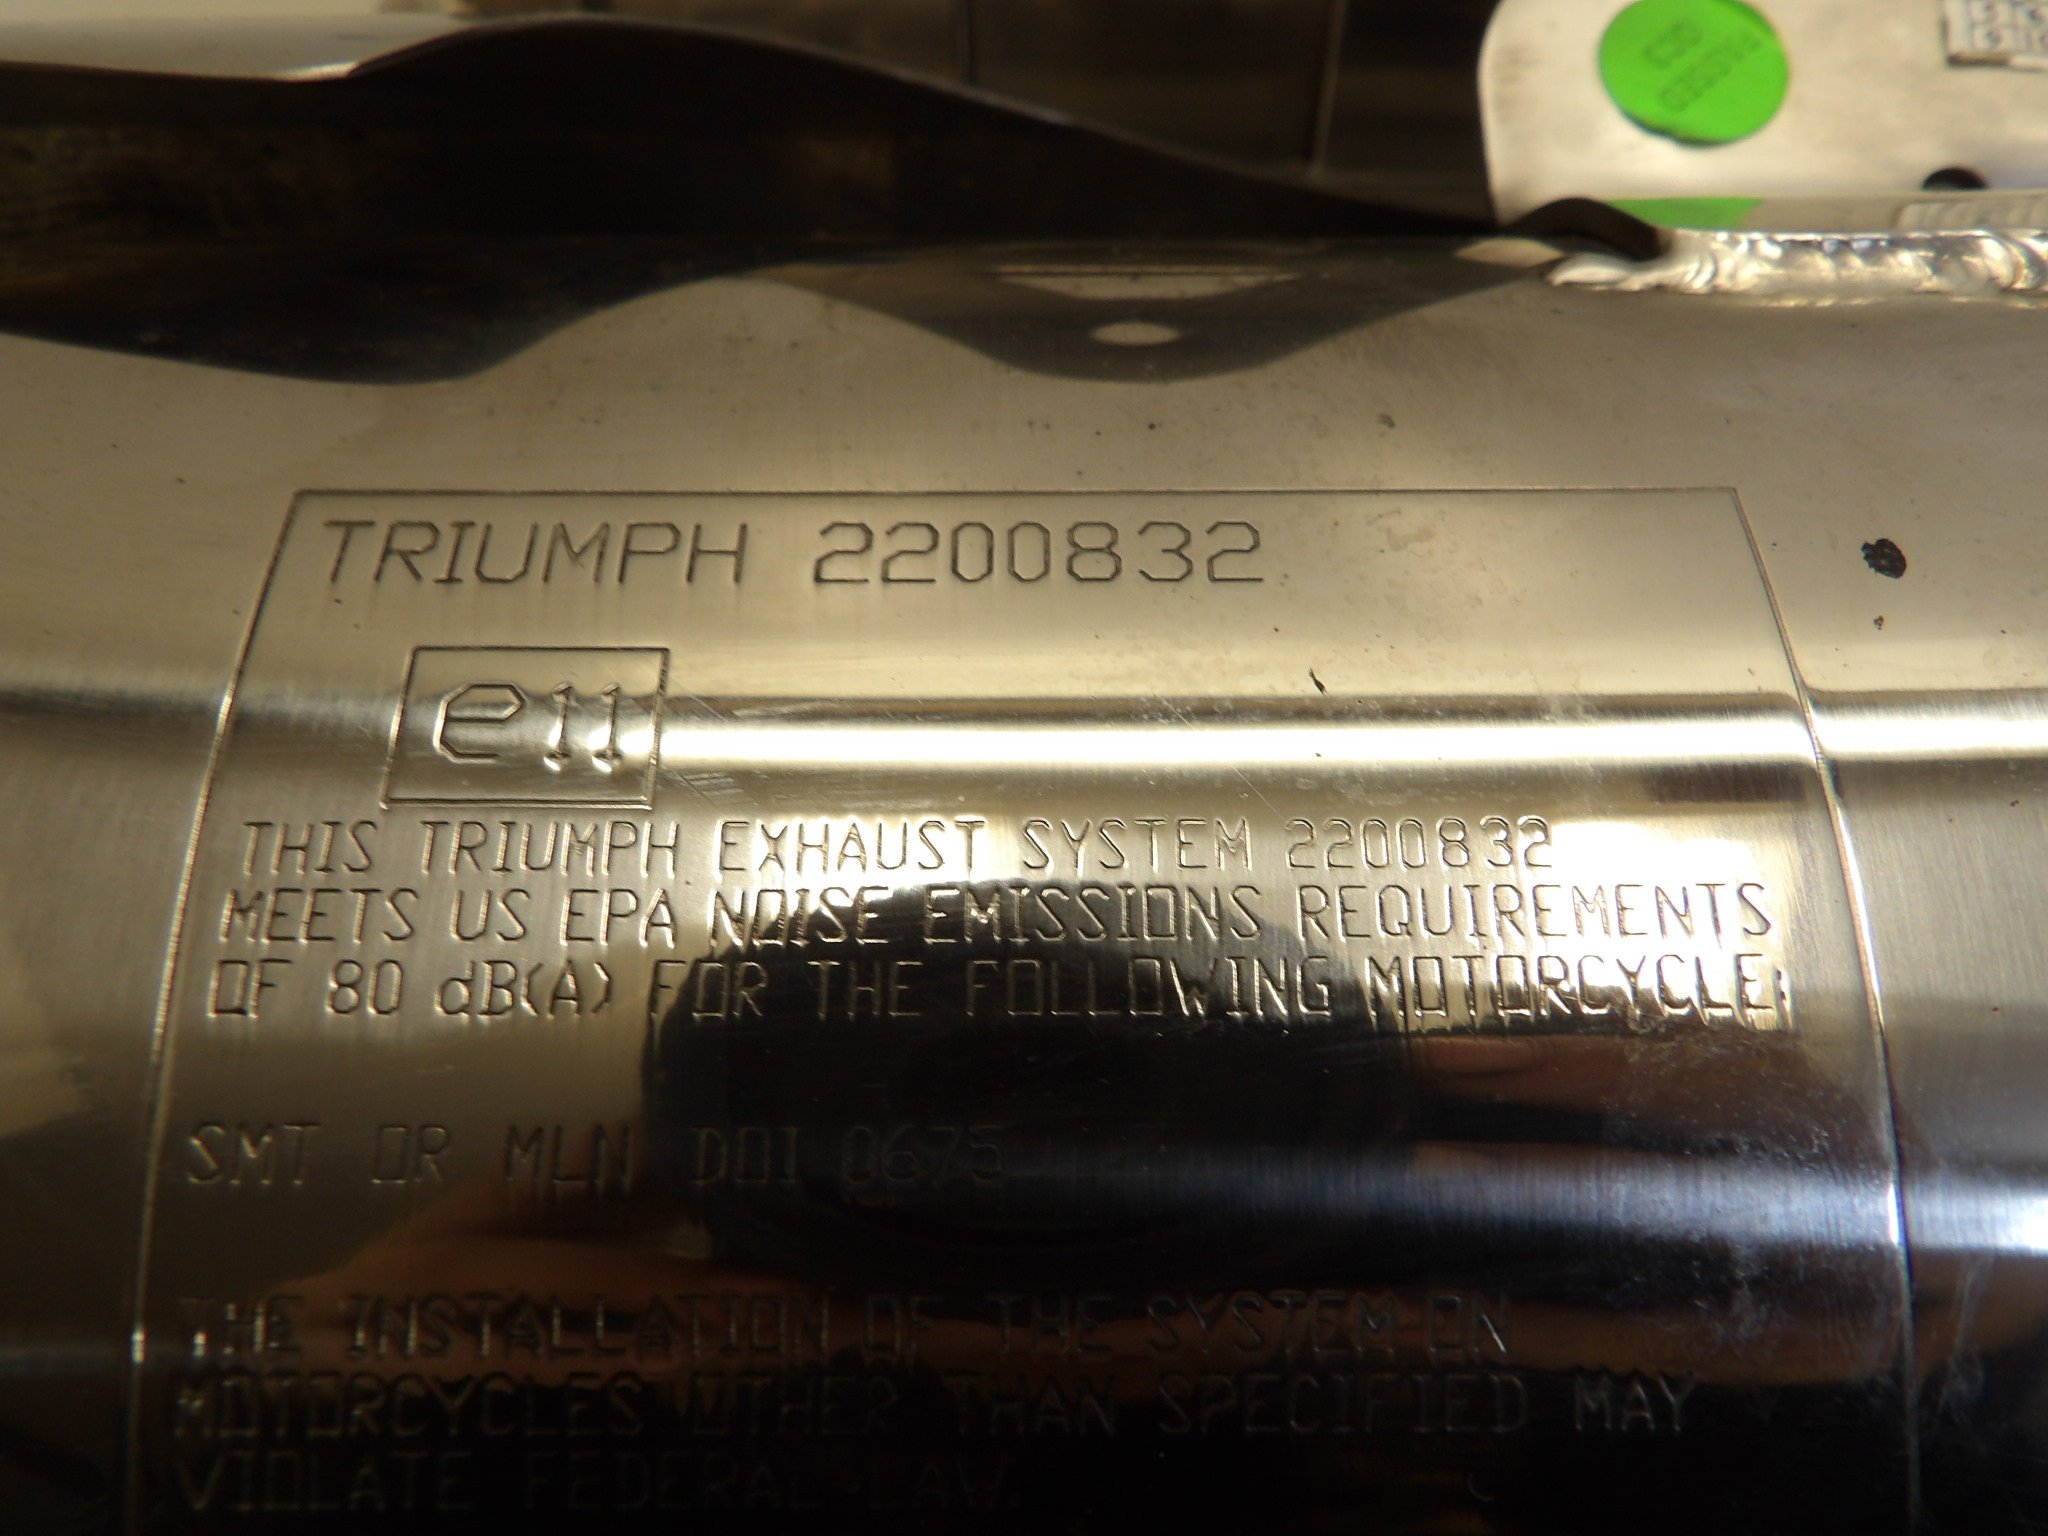 TRIUMPH 2200832
e11
THIS TRIUMPH EXHAUST SYSTEM 2200832
MEETS US EPA NOISE EMISSIONS REQUIREMENTS
OF 80 dB(A) FOR THE FOLLOWING MOTORCYCLE:
SMT OR MLN DOI 0675
THE INSTALLATION OF THE SYSTEM ON
MOTORCYCLES OTHER THAN SPECIFIED MAY
VIOLATE FEDERAL LAW.